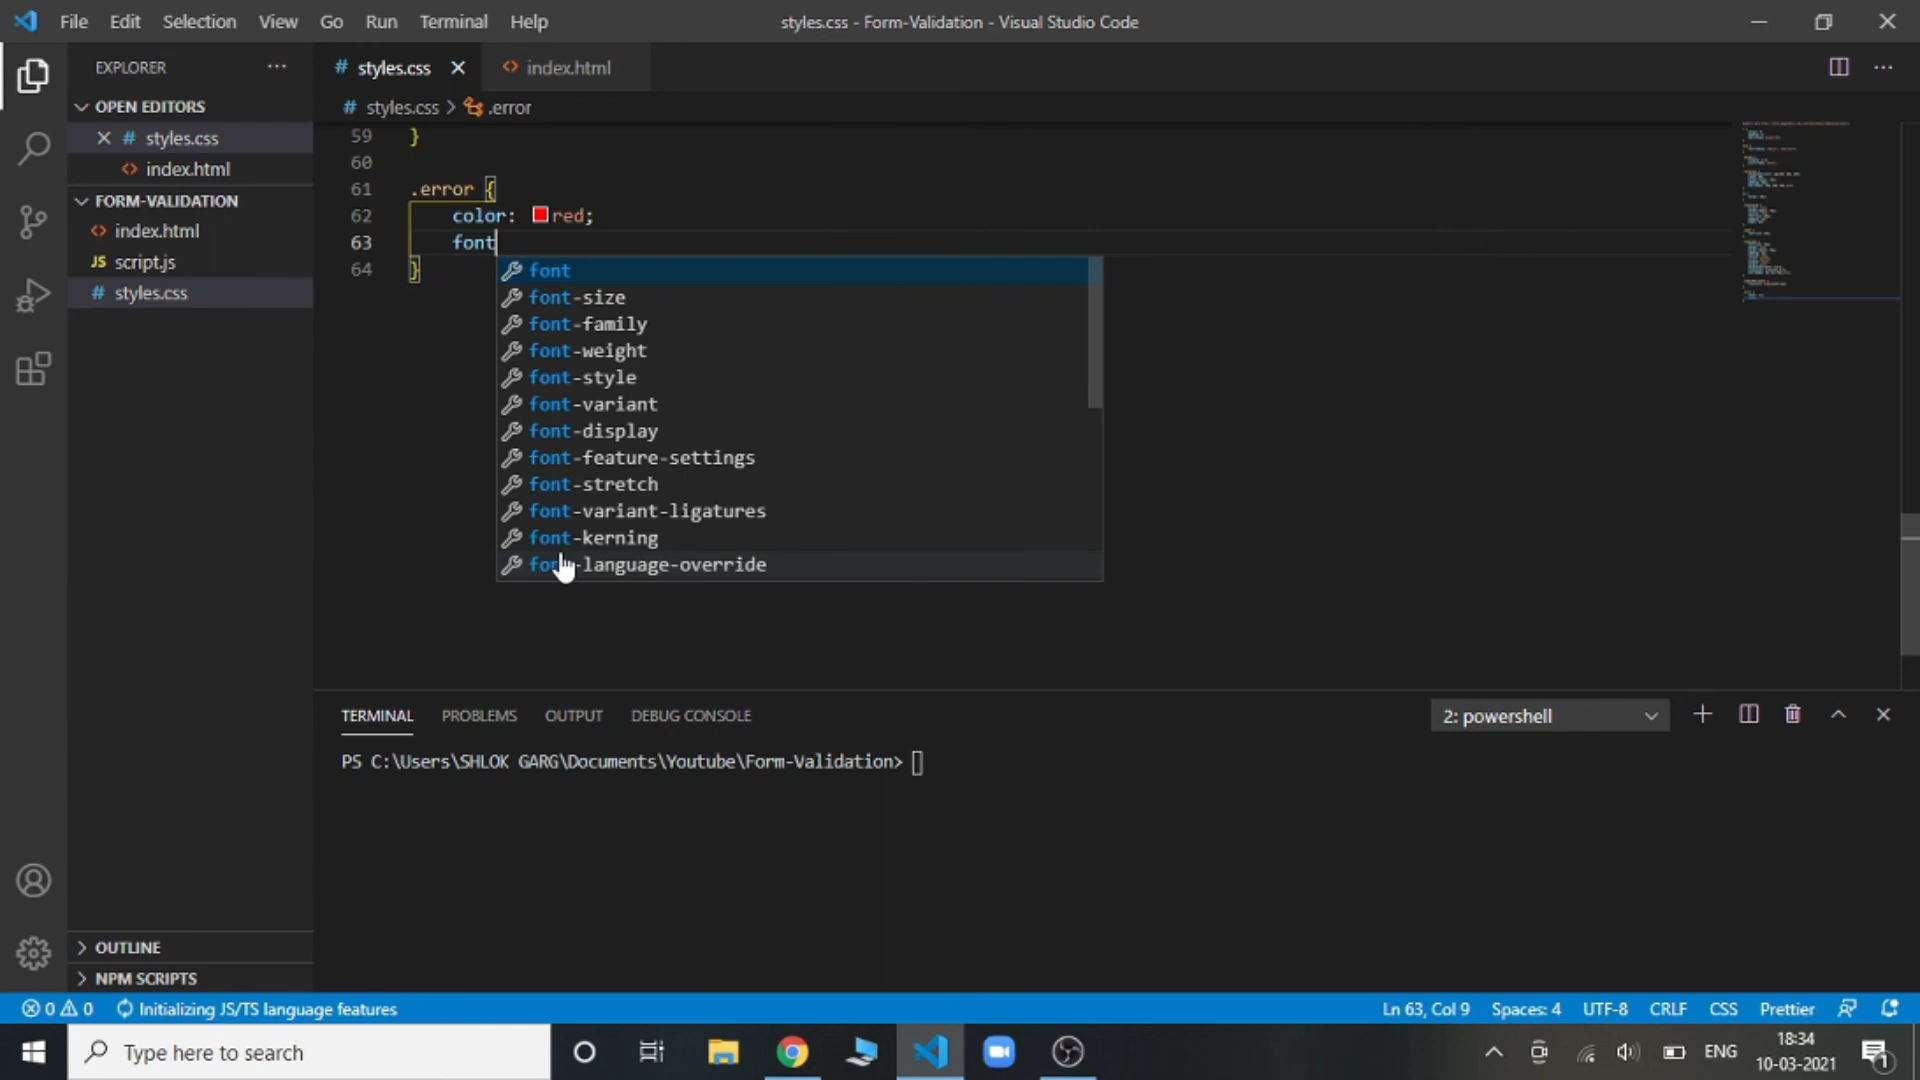 File Edit Selection View Go Run Terminal Help
styles.css - Form-Validation - Visual Studio Code
EXPLORER
OPEN EDITORS
# styles.css
<> index.html
FORM-VALIDATION
<> index.html
JS script.js
# styles.css
OUTLINE
NPM SCRIPTS
# styles.css <> index.html
# styles.css > .error
59 }
60
61 .error {
62 color: red;
63 font
64 }
font
font-size
font-family
font-weight
font-style
font-variant
font-display
font-feature-settings
font-stretch
font-variant-ligatures
font-kerning
font-language-override
TERMINAL PROBLEMS OUTPUT DEBUG CONSOLE 2: powershell
PS C:\Users\SHLOK GARG\Documents\Youtube\Form-Validation>
0 0 Initializing JS/TS language features Ln 63, Col 9 Spaces: 4 UTF-8 CRLF CSS Prettier
Type here to search
ENG
18:34
10-03-2021
1